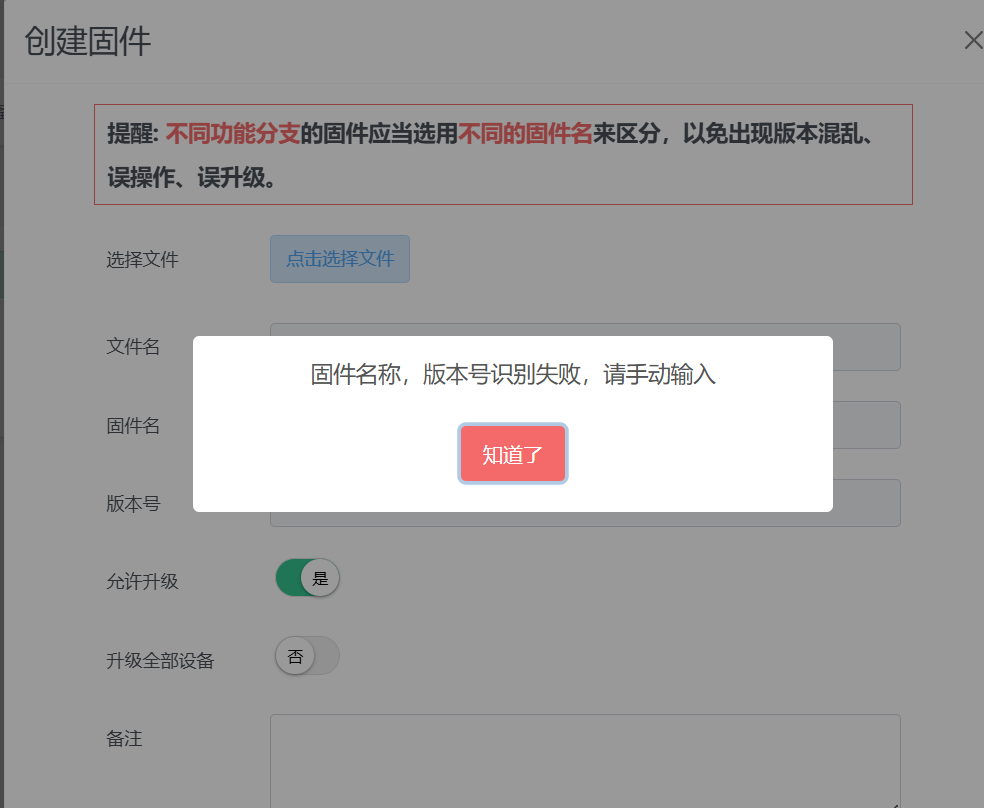 创建固件
提醒: 不同功能分支的固件应当选用不同的固件名来区分，以免出现版本混乱、
误操作、误升级。
选择文件
点击选择文件
文件名
固件名称，版本号识别失败，请手动输入
固件名
知道了
版本号
允许升级
是
升级全部设备
否
备注